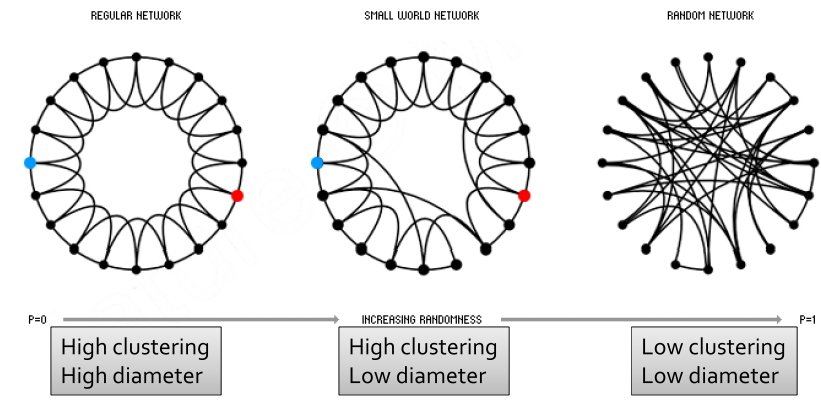 REGULAR NETWORK
SMALL WORLD NETWORK
RANDOM NETWORK
P=0
INCREASING RANDOMNESS
P=1
High clustering
High diameter
High clustering
Low diameter
Low clustering
Low diameter